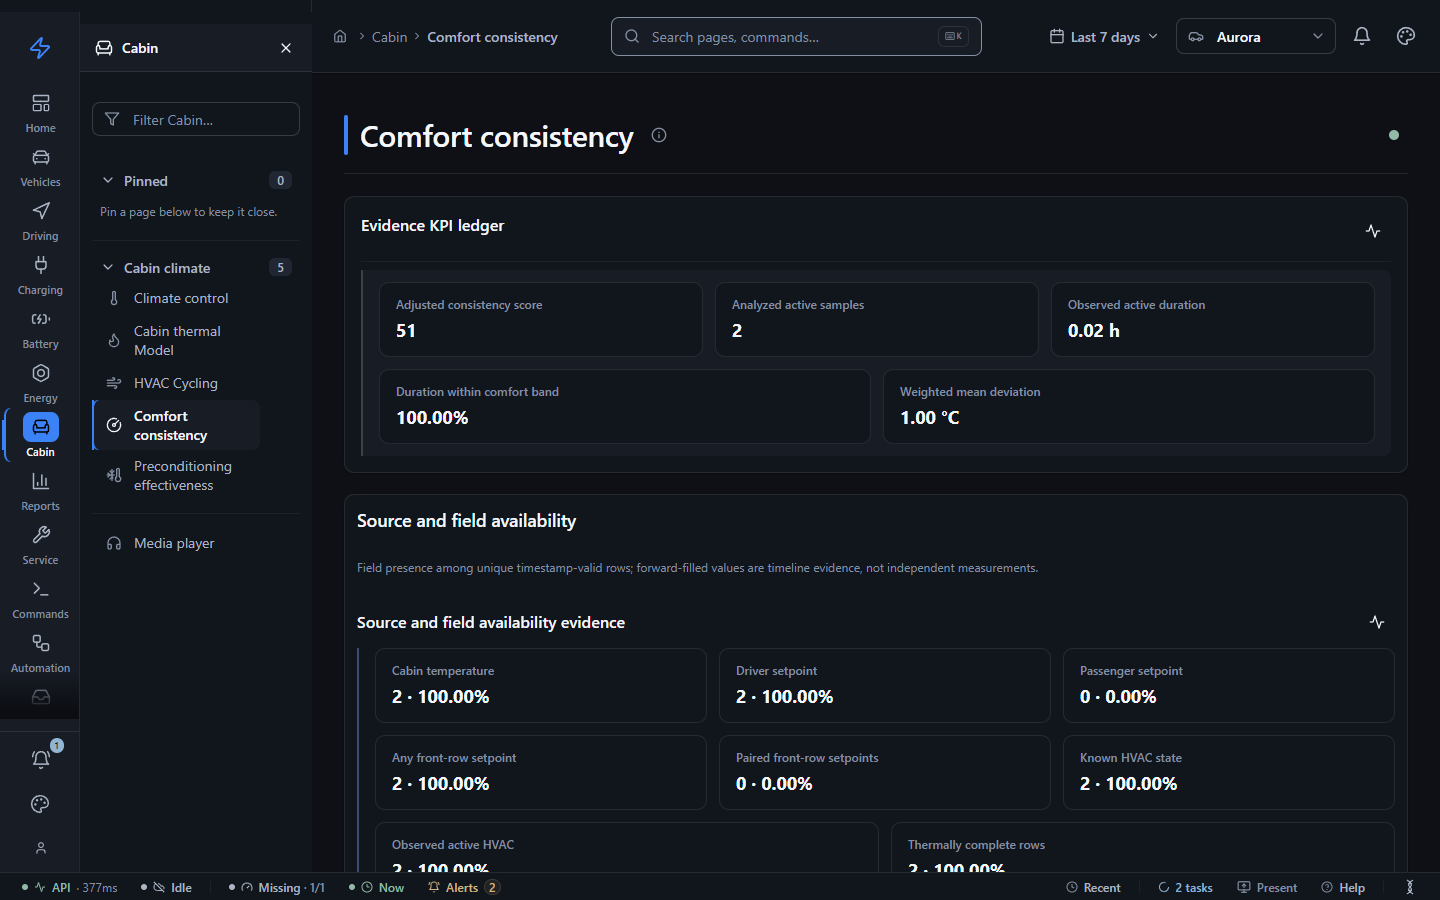 Cabin
Cabin
Comfort consistency
Search pages, commands...
K
Last 7 days
Aurora
Home
Vehicles
Driving
Charging
Battery
Energy
Cabin
Reports
Service
Commands
Automation
1
Filter Cabin...
Pinned
0
Pin a page below to keep it close.
Cabin climate
5
Climate control
Cabin thermal
Model
HVAC Cycling
Comfort
consistency
Preconditioning
effectiveness
Media player
Comfort consistency
Evidence KPI ledger
Adjusted consistency score
51
Analyzed active samples
2
Observed active duration
0.02 h
Duration within comfort band
100.00%
Weighted mean deviation
1.00 °C
Source and field availability
Field presence among unique timestamp-valid rows; forward-filled values are timeline evidence, not independent measurements.
Source and field availability evidence
Cabin temperature
2 · 100.00%
Driver setpoint
2 · 100.00%
Passenger setpoint
0 · 0.00%
Any front-row setpoint
2 · 100.00%
Paired front-row setpoints
0 · 0.00%
Known HVAC state
2 · 100.00%
Observed active HVAC
2 · 100.00%
Thermally complete rows
2 · 100.00%
API · 377ms
Idle
Missing · 1/1
Now
Alerts 2
Recent
2 tasks
Present
Help